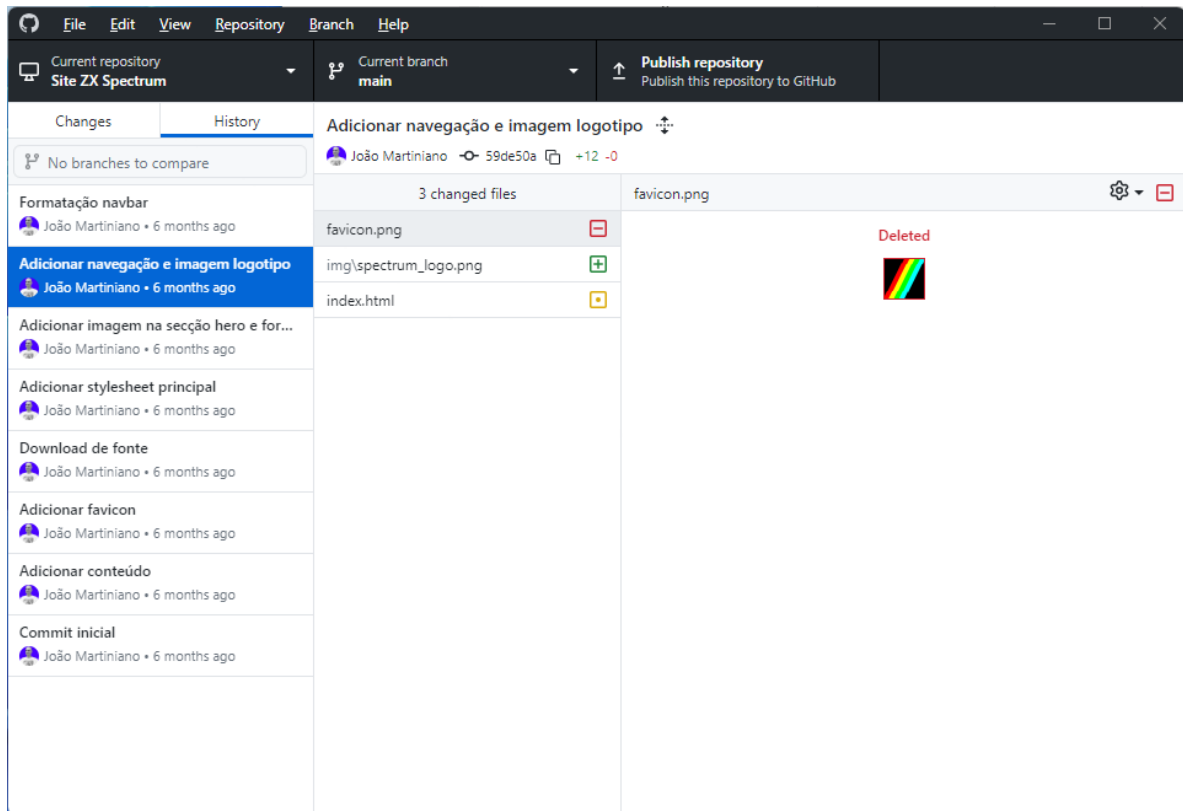 File Edit View Repository Branch Help
Current repository
Site ZX Spectrum
Current branch
main
Publish repository
Publish this repository to GitHub
Changes History
No branches to compare
Formatação navbar
João Martiniano • 6 months ago
Adicionar navegação e imagem logotipo
João Martiniano • 6 months ago
Adicionar imagem na secção hero e for...
João Martiniano • 6 months ago
Adicionar stylesheet principal
João Martiniano • 6 months ago
Download de fonte
João Martiniano • 6 months ago
Adicionar favicon
João Martiniano • 6 months ago
Adicionar conteúdo
João Martiniano • 6 months ago
Commit inicial
João Martiniano • 6 months ago
Adicionar navegação e imagem logotipo
João Martiniano 59de50a +12 -0
3 changed files
favicon.png
img\spectrum_logo.png
index.html
favicon.png
Deleted